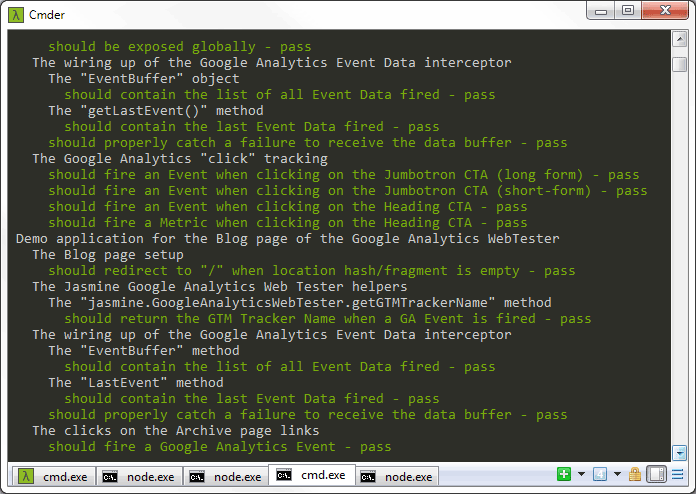 Cmder
should be exposed globally - pass
The wiring up of the Google Analytics Event Data interceptor
The "EventBuffer" object
should contain the list of all Event Data fired - pass
The "getLastEvent()" method
should contain the last Event Data fired - pass
should properly catch a failure to receive the data buffer - pass
The Google Analytics "click" tracking
should fire an Event when clicking on the Jumbotron CTA (long form) - pass
should fire an Event when clicking on the Jumbotron CTA (short-form) - pass
should fire an Event when clicking on the Heading CTA - pass
should fire a Metric when clicking on the Heading CTA - pass
Demo application for the Blog page of the Google Analytics WebTester
The Blog page setup
should redirect to "/" when location hash/fragment is empty - pass
The Jasmine Google Analytics Web Tester helpers
The "jasmine.GoogleAnalyticsWebTester.getGTMTrackerName" method
should return the GTM Tracker Name when a GA Event is fired - pass
The wiring up of the Google Analytics Event Data interceptor
The "EventBuffer" method
should contain the list of all Event Data fired - pass
The "LastEvent" method
should contain the last Event Data fired - pass
should properly catch a failure to receive the data buffer - pass
The clicks on the Archive page links
should fire a Google Analytics Event - pass
λ cmd.exe C:\. node.exe C:\. node.exe C:\. cmd.exe C:\. node.exe